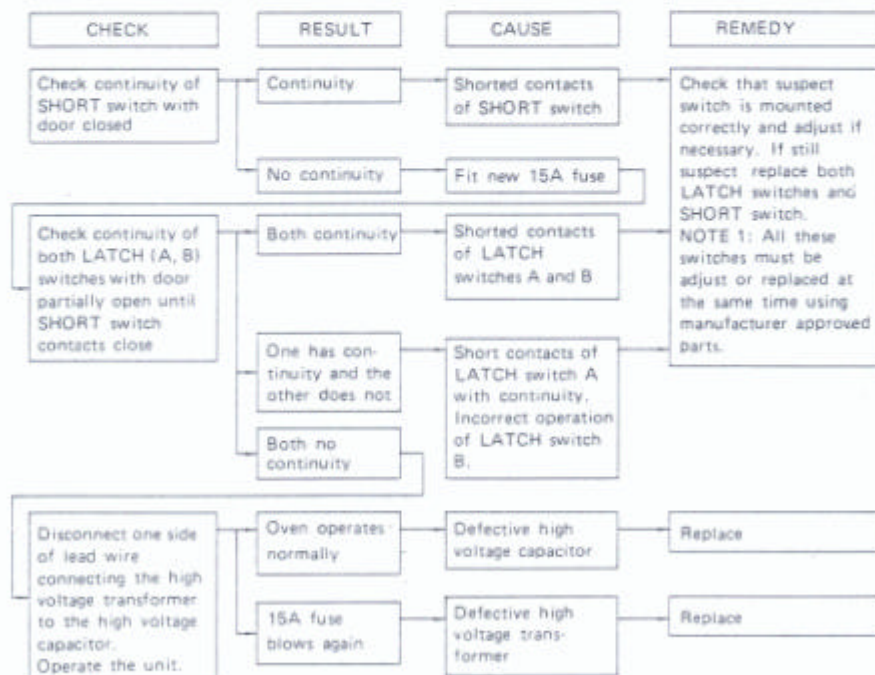 CHECK
RESULT
CAUSE
REMEDY
Check continuity of
SHORT switch with
door closed
Continuity
Shorted contacts
of SHORT switch
Check that suspect
switch is mounted
correctly and adjust if
necessary. If still
suspect replace both
LATCH switches and
SHORT switch.
NOTE 1: All these
switches must be
adjust or replaced at
the same time using
manufacturer approved
parts.
No continuity
Fit new 15A fuse
Check continuity of
both LATCH (A, B)
switches with door
partially open until
SHORT switch
contacts close
Both continuity
Shorted contacts
of LATCH
switches A and B
One has con-
tinuity and the
other does not
Short contacts of
LATCH switch A
with continuity.
Incorrect operation
of LATCH switch
B.
Both no
continuity
Disconnect one side
of lead wire
connecting the high
voltage transformer
to the high voltage
capacitor.
Operate the unit.
Oven operates
normally
Defective high
voltage capacitor
Replace
15A fuse
blows again
Defective high
voltage trans-
former
Replace